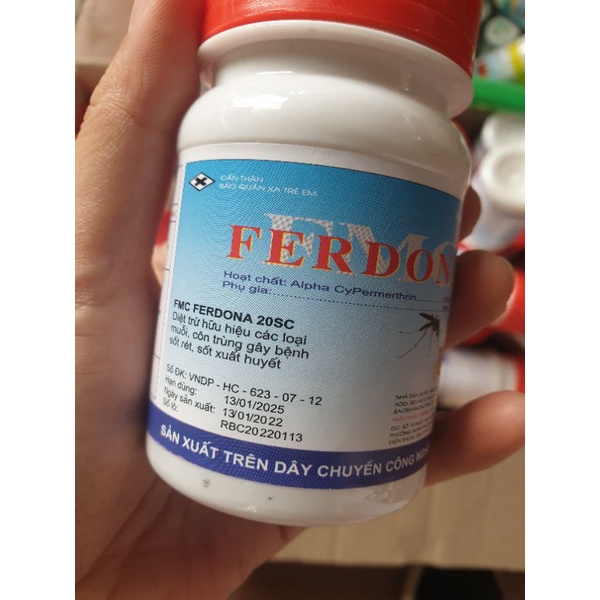 CẨN THẬN
BẢO QUẢN XA TRẺ EM
FMC
FERDON
Hoạt chất: Alpha CyPermerthrin
Phụ gia:
FMC FERDONA 20SC
Diệt trừ hữu hiệu các loại
muỗi, côn trùng gây bệnh
sốt rét, sốt xuất huyết
Số ĐK: VNDP - HC - 623 - 07 - 12
Hạn dùng: 13/01/2025
Ngày sản xuất: 13/01/2022
Số lô: RBC20220113
SẢN XUẤT TRÊN DÂY CHUYỀN CÔNG